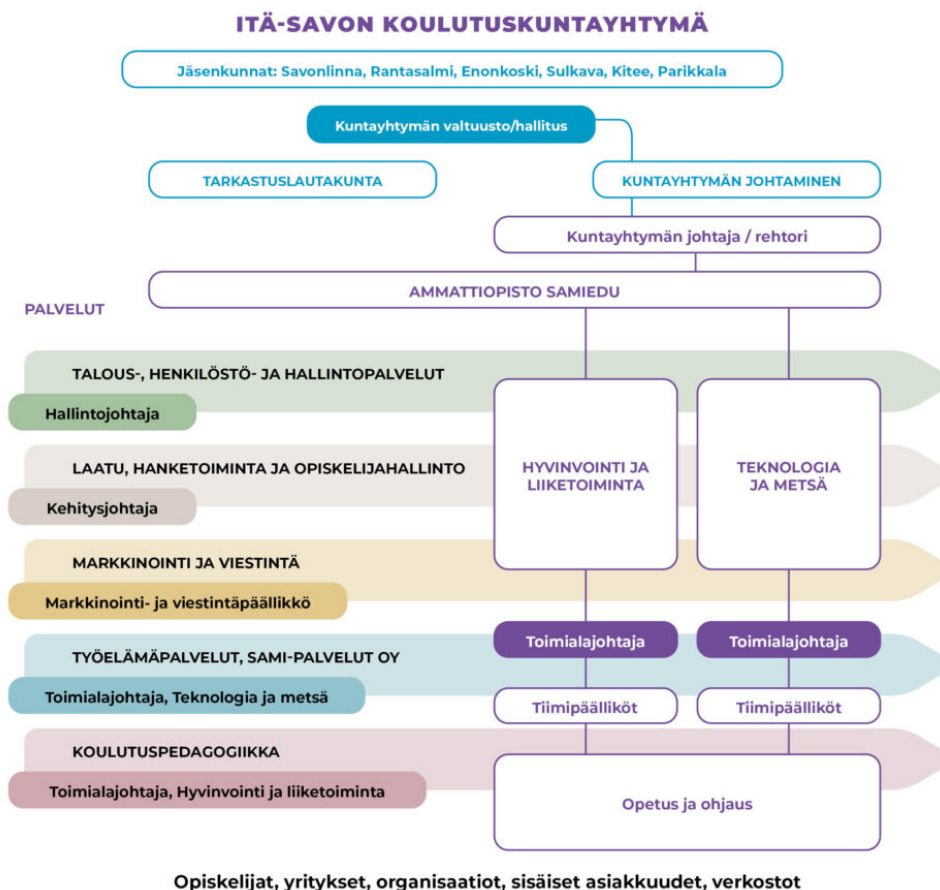 ITÄ-SAVON KOULUTUSKUNTAYHTYMÄ
Jäsenkunnat: Savonlinna, Rantasalmi, Enonkoski, Sulkava, Kitee, Parikkala
Kuntayhtymän valtuusto/hallitus
TARKASTUSLAUTAKUNTA
KUNTAYHTYMÄN JOHTAMINEN
Kuntayhtymän johtaja / rehtori
AMMATTIOPISTO SAMIEDU
PALVELUT
TALOUS-, HENKILÖSTÖ- JA HALLINTOPALVELUT
Hallintojohtaja
LAATU, HANKETOIMINTA JA OPISKELIJAHALLINTO
Kehitysjohtaja
HYVINVOINTI JA
LIIKETOIMINTA
TEKNOLOGIA
JA METSÄ
MARKKINOINTI JA VIESTINTÄ
Markkinointi- ja viestintäpäällikkö
TYÖELÄMÄPALVELUT, SAMI-PALVELUT OY
Toimialajohtaja, Teknologia ja metsä
Toimialajohtaja
Toimialajohtaja
Tiimipäälliköt
Tiimipäälliköt
KOULUTUSPEDAGOGIIKKA
Toimialajohtaja, Hyvinvointi ja liiketoiminta
Opetus ja ohjaus
Opiskelijat, yritykset, organisaatiot, sisäiset asiakkuudet, verkostot